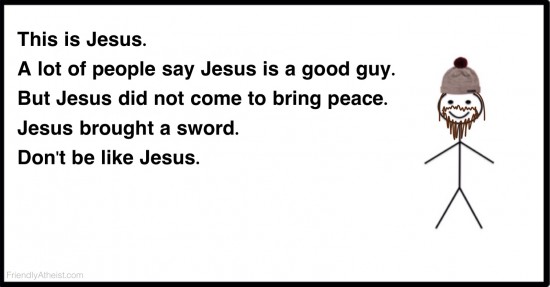 This is Jesus.
A lot of people say Jesus is a good guy.
But Jesus did not come to bring peace.
Jesus brought a sword.
Don't be like Jesus.
FriendlyAtheist.com